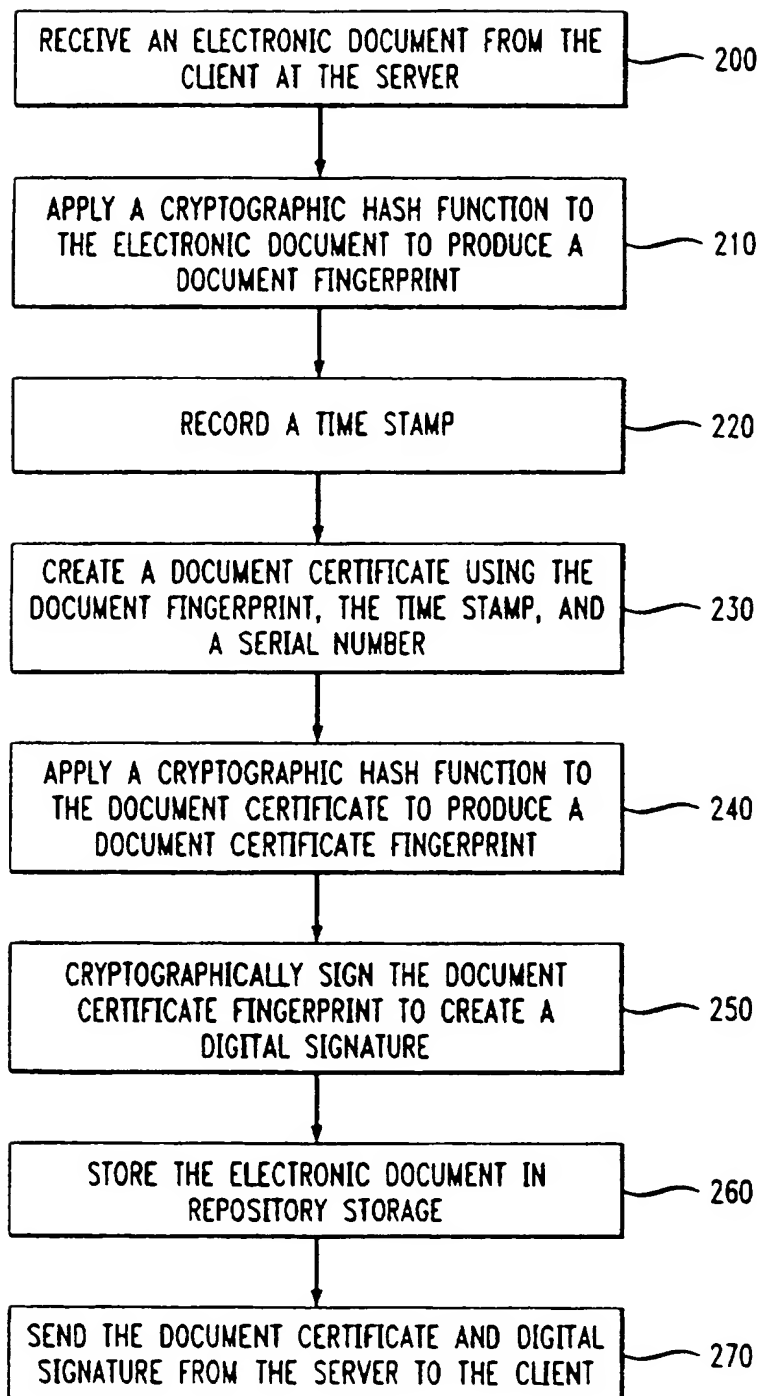 RECEIVE AN ELECTRONIC DOCUMENT FROM THE
CLIENT AT THE SERVER
200
APPLY A CRYPTOGRAPHIC HASH FUNCTION TO
THE ELECTRONIC DOCUMENT TO PRODUCE A
DOCUMENT FINGERPRINT
210
RECORD A TIME STAMP
220
CREATE A DOCUMENT CERTIFICATE USING THE
DOCUMENT FINGERPRINT, THE TIME STAMP, AND
A SERIAL NUMBER
230
APPLY A CRYPTOGRAPHIC HASH FUNCTION TO
THE DOCUMENT CERTIFICATE TO PRODUCE A
DOCUMENT CERTIFICATE FINGERPRINT
240
CRYPTOGRAPHICALLY SIGN THE DOCUMENT
CERTIFICATE FINGERPRINT TO CREATE A
DIGITAL SIGNATURE
250
STORE THE ELECTRONIC DOCUMENT IN
REPOSITORY STORAGE
260
SEND THE DOCUMENT CERTIFICATE AND DIGITAL
SIGNATURE FROM THE SERVER TO THE CLIENT
270